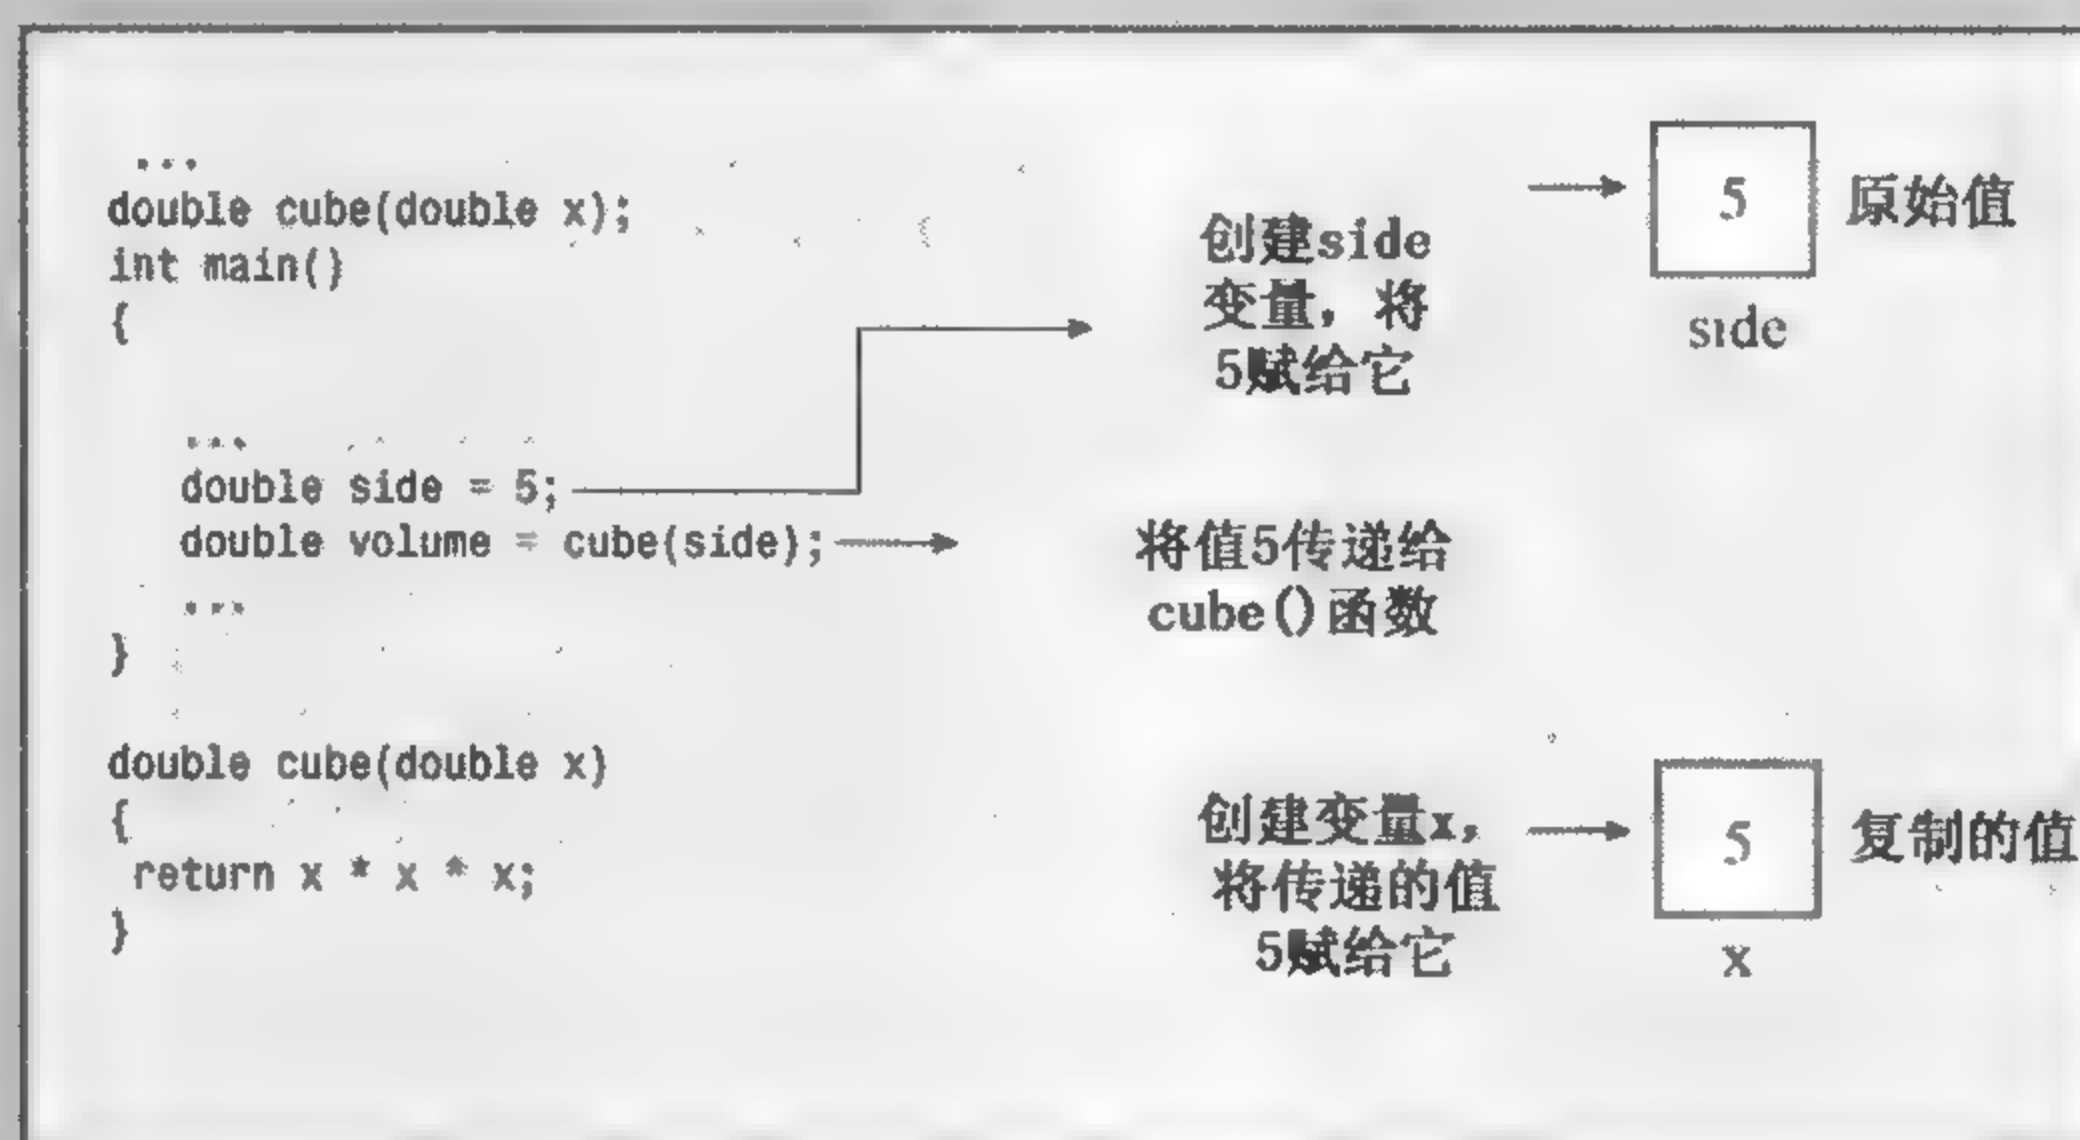 ...
double cube(double x);
int main()
{
...
double side = 5;
double volume = cube(side);
...
}
double cube(double x)
{
return x * x * x;
}
创建side
变量，将
5赋给它
5
原始值
side
将值5传递给
cube()函数
创建变量x，
将传递的值
5赋给它
5
复制的值
x